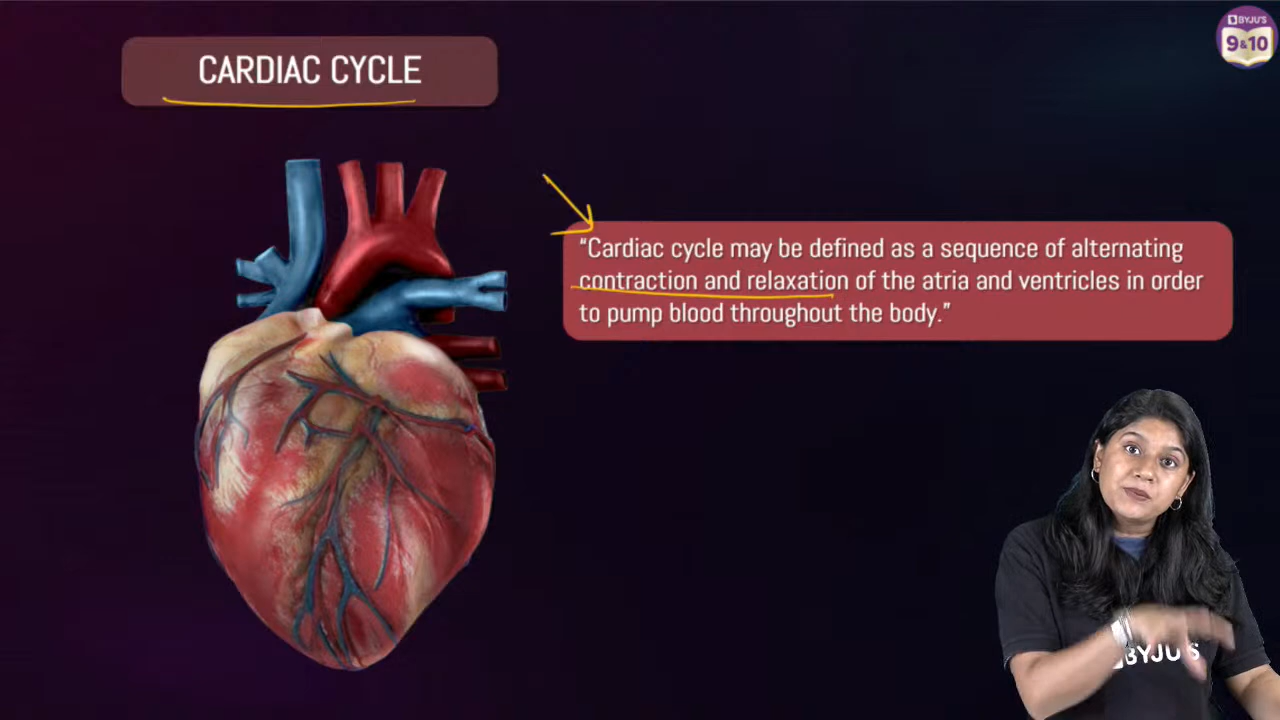 BYJU'S
9&10
CARDIAC CYCLE
“Cardiac cycle may be defined as a sequence of alternating
contraction and relaxation of the atria and ventricles in order
to pump blood throughout the body.”
BYJU'S